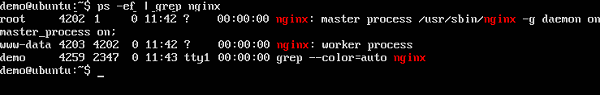 demo@ubuntu:~$ ps -ef | grep nginx
root 4202 1 0 11:42 ? 00:00:00 nginx: master process /usr/sbin/nginx -g daemon on
master_process on;
www-data 4203 4202 0 11:42 ? 00:00:00 nginx: worker process
demo 4259 2347 0 11:43 tty1 00:00:00 grep --color=auto nginx
demo@ubuntu:~$ _